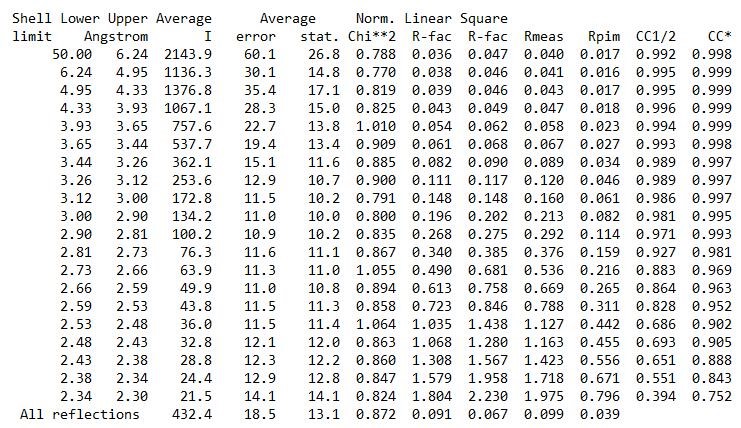 Shell Lower Upper Average Average Norm. Linear Square
limit Angstrom I error stat. Chi**2 R-fac R-fac Rmeas Rpim CC1/2 CC*
50.00 6.24 2143.9 60.1 26.8 0.788 0.036 0.047 0.040 0.017 0.992 0.998
6.24 4.95 1136.3 30.1 14.8 0.770 0.038 0.046 0.041 0.016 0.995 0.999
4.95 4.33 1376.8 35.4 17.1 0.819 0.039 0.046 0.043 0.017 0.995 0.999
4.33 3.93 1067.1 28.3 15.0 0.825 0.043 0.049 0.047 0.018 0.996 0.999
3.93 3.65 757.6 22.7 13.8 1.010 0.054 0.062 0.058 0.023 0.994 0.999
3.65 3.44 537.7 19.4 13.4 0.909 0.061 0.068 0.067 0.027 0.993 0.998
3.44 3.26 362.1 15.1 11.6 0.885 0.082 0.090 0.089 0.034 0.989 0.997
3.26 3.12 253.6 12.9 10.7 0.900 0.111 0.117 0.120 0.046 0.989 0.997
3.12 3.00 172.8 11.5 10.2 0.791 0.148 0.148 0.160 0.061 0.986 0.997
3.00 2.90 134.2 11.0 10.0 0.800 0.196 0.202 0.213 0.082 0.981 0.995
2.90 2.81 100.2 10.9 10.2 0.835 0.268 0.275 0.292 0.114 0.971 0.993
2.81 2.73 76.3 11.6 11.1 0.867 0.340 0.385 0.376 0.159 0.927 0.981
2.73 2.66 63.9 11.3 11.0 1.055 0.490 0.681 0.536 0.216 0.883 0.969
2.66 2.59 49.9 11.0 10.8 0.894 0.613 0.758 0.669 0.265 0.864 0.963
2.59 2.53 43.8 11.5 11.3 0.858 0.723 0.846 0.788 0.311 0.828 0.952
2.53 2.48 36.0 11.5 11.4 1.064 1.035 1.438 1.127 0.442 0.686 0.902
2.48 2.43 32.8 12.1 12.0 0.863 1.068 1.280 1.163 0.455 0.693 0.905
2.43 2.38 28.8 12.3 12.2 0.860 1.308 1.567 1.423 0.556 0.651 0.888
2.38 2.34 24.4 12.9 12.8 0.847 1.579 1.958 1.718 0.671 0.551 0.843
2.34 2.30 21.5 14.1 14.1 0.824 1.804 2.230 1.975 0.796 0.394 0.752
All reflections 432.4 18.5 13.1 0.872 0.091 0.067 0.099 0.039